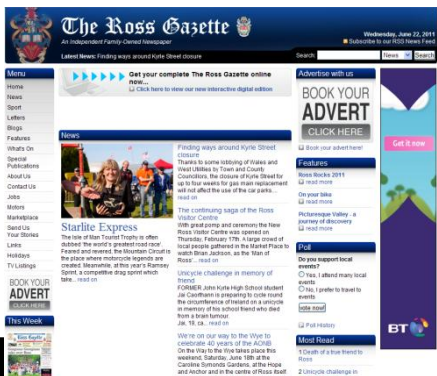 The Ross Gazette
An Independent Family-Owned Newspaper
Wednesday, June 22, 2011
Subscribe to our RSS News Feed
Latest News: Finding ways around Kyrle Street closure
Search:
News
Search
Menu
Home
News
Sport
Letters
Blogs
Features
What's On
Special
Publications
About Us
Contact Us
Jobs
Motors
Marketplace
Send Us
Your Stories
Links
Holidays
TV Listings
BOOK YOUR
ADVERT
CLICK HERE
This Week
Get your complete The Ross Gazette online
now...
Click here to view our new interactive digital edition
News
Starlite Express
The Isle of Man Tourist Trophy is often
dubbed 'the world's greatest road race'.
Feared and revered, the Mountain Circuit is
the place where motorcycle legends are
created. Meanwhile, at this year's Ramsey
Sprint, a competitive drag sprint which
take... read on
Finding ways around Kyrle Street
closure
Thanks to some lobbying of Wales and
West Utilities by Town and County
Councillors, the closure of Kyrle Street for
up to four weeks for gas main replacement
will not affect the use of the car parks...
read on
The continuing saga of the Ross
Visitor Centre
With great pomp and ceremony the New
Ross Visitor Centre was opened on
Thursday, February 17th. A large crowd of
local people gathered in the Market Place to
watch Brian Jackson, as the 'Man of
Ross'... read on
Unicycle challenge in memory of
friend
FORMER John Kyrle High School student
Jai Coorthami is preparing to cycle round
the circumference of Ireland on a unicycle
in memory of his school friend who died
from a brain tumour
Jai, 18, ca... read on
We're on our way to the Wye to
celebrate 40 years of the AONB
On the Way to the Wye takes place this
weekend, Saturday, June 18th at the
Caroline Symonds Gardens, at the Hope
and Anchor and in the centre of Ross itself
Advertise with us
BOOK YOUR
ADVERT
CLICK HERE
Book your advert here!
Features
Ross Rocks 2011
read more
On your bike
read more
Picturesque Valley - a
journey of discovery
read more
Poll
Do you support local
events?
Yes, I attend many local
events
No, I prefer to travel to
events
vote now!
Poll History
Most Read
1 Death of a true friend to
Ross
2 Unicycle challenge in
Get it now
BT